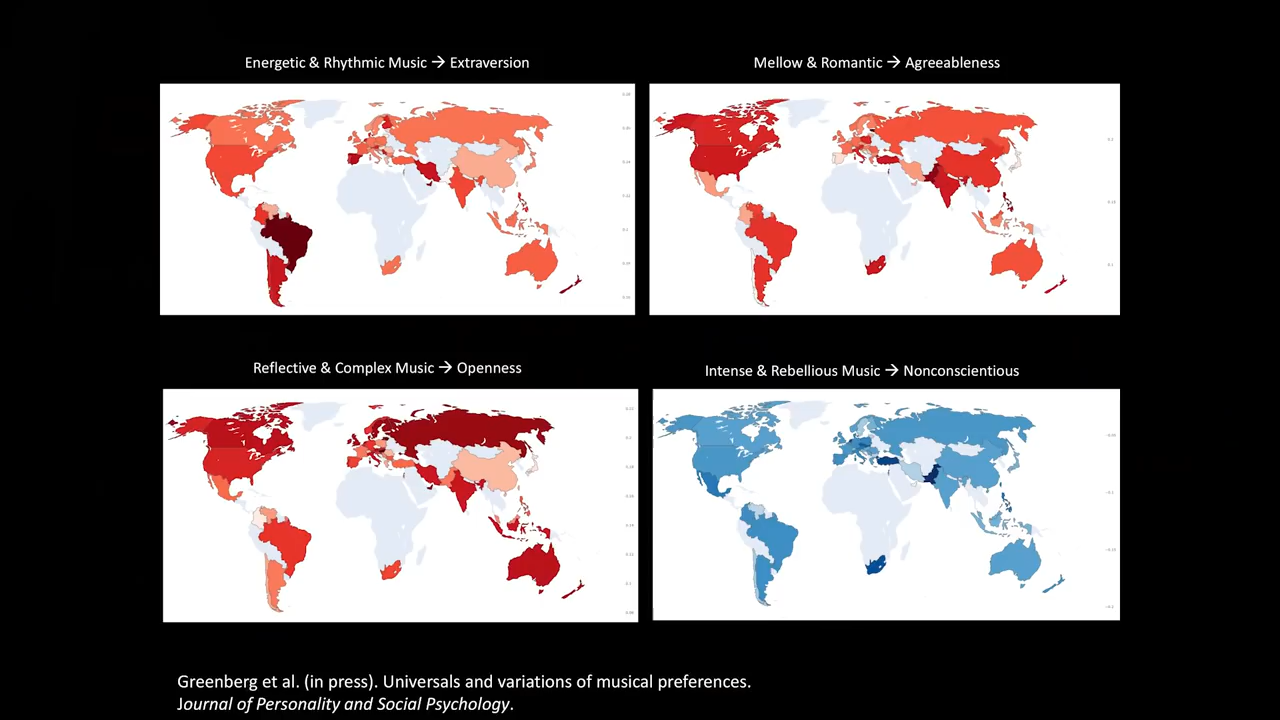 Energetic & Rhythmic Music → Extraversion
Mellow & Romantic → Agreeableness
Reflective & Complex Music → Openness
Intense & Rebellious Music → Nonconscientious
Greenberg et al. (in press). Universals and variations of musical preferences.
Journal of Personality and Social Psychology.